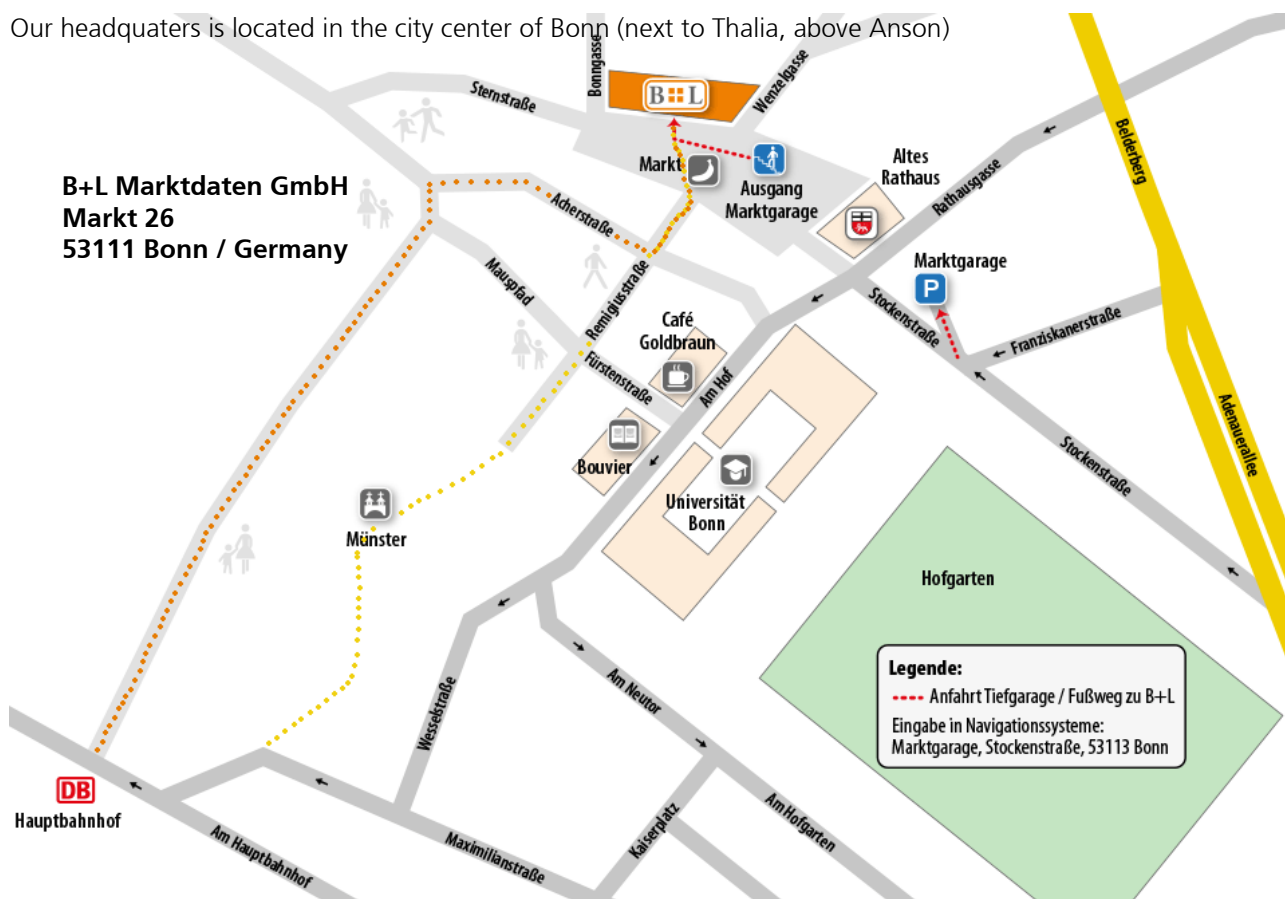 Our headquaters is located in the city center of Bonn (next to Thalia, above Anson)
Bonngasse
Wenzelgasse
Sternstraße
B L
Belderberg
Markt
Altes
Rathaus
Ausgang
Marktgarage
Rathausgasse
B+L Marktdaten GmbH
Markt 26
53111 Bonn / Germany
Acherstraße
Marktgarage
P
Mauspfad
Remigiusstraße
Stockenstraße
Franziskanerstraße
Café
Goldbraun
Fürstenstraße
Am Hof
Adenauerallee
Bouvier
Stockenstraße
Universität
Bonn
Münster
Hofgarten
Legende:
Anfahrt Tiefgarage / Fußweg zu B+L
Eingabe in Navigationssysteme:
Marktgarage, Stockenstraße, 53113 Bonn
Wesselstraße
Am Neutor
DB
Hauptbahnhof
Am Hauptbahnhof
Maximilianstraße
Kaiserplatz
Am Hofgarten